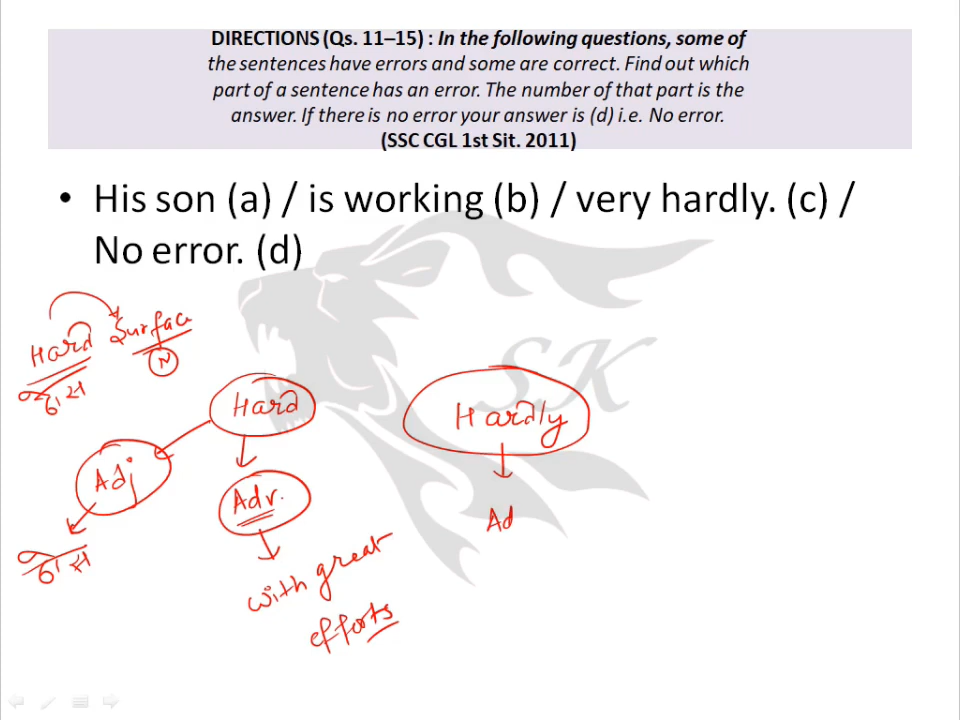 DIRECTIONS (Qs. 11–15) : In the following questions, some of
the sentences have errors and some are correct. Find out which
part of a sentence has an error. The number of that part is the
answer. If there is no error your answer is (d) i.e. No error.
(SSC CGL 1st Sit. 2011)
• His son (a) / is working (b) / very hardly. (c) /
No error. (d)
Hard Surface
ठोस N
SK
Hard Hardly
Adj Adv. Ad
ठोस with great
efforts